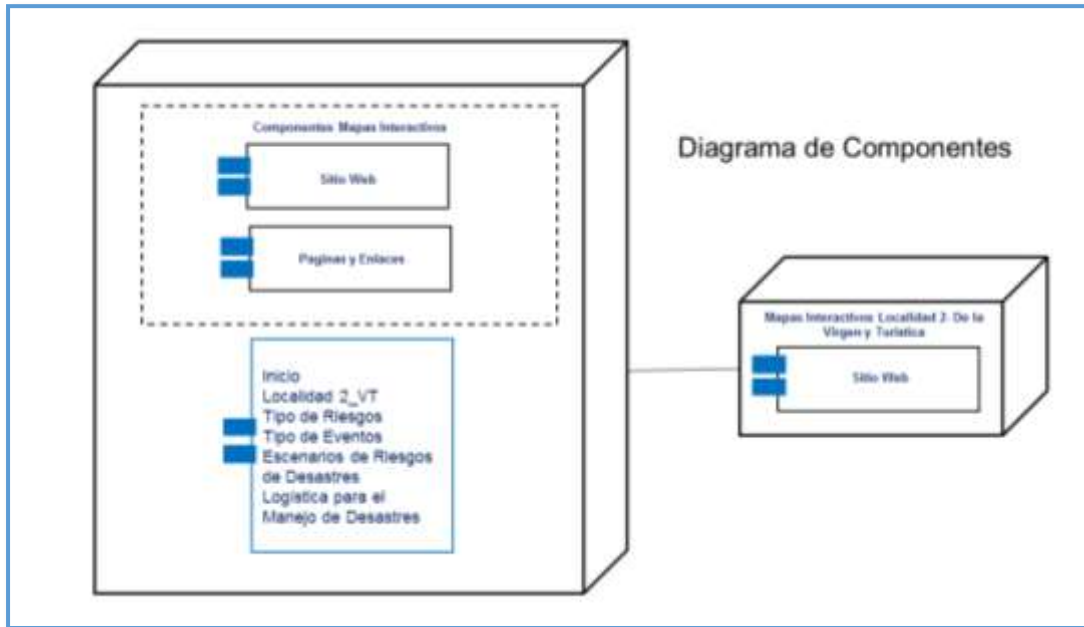 Componentes Mapas Interactivos
Sitio Web
Diagrama de Componentes
Paginas y Enlaces
Mapas Interactivos Localidad 2: De la
Virgen y Turistica
Sitio Web
Inicio
Localidad 2_VT
Tipo de Riesgos
Tipo de Eventos
Escenarios de Riesgos
de Desastres
Logística para el
Manejo de Desastres